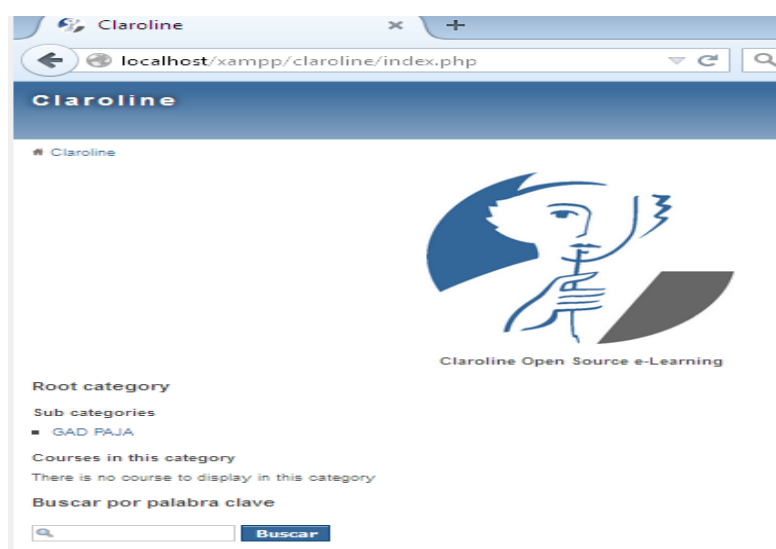 Claroline
localhost/xampp/claroline/index.php
Claroline
Claroline
Claroline Open Source e-Learning
Root category
Sub categories
GAD PAJA
Courses in this category
There is no course to display in this category
Buscar por palabra clave
Buscar